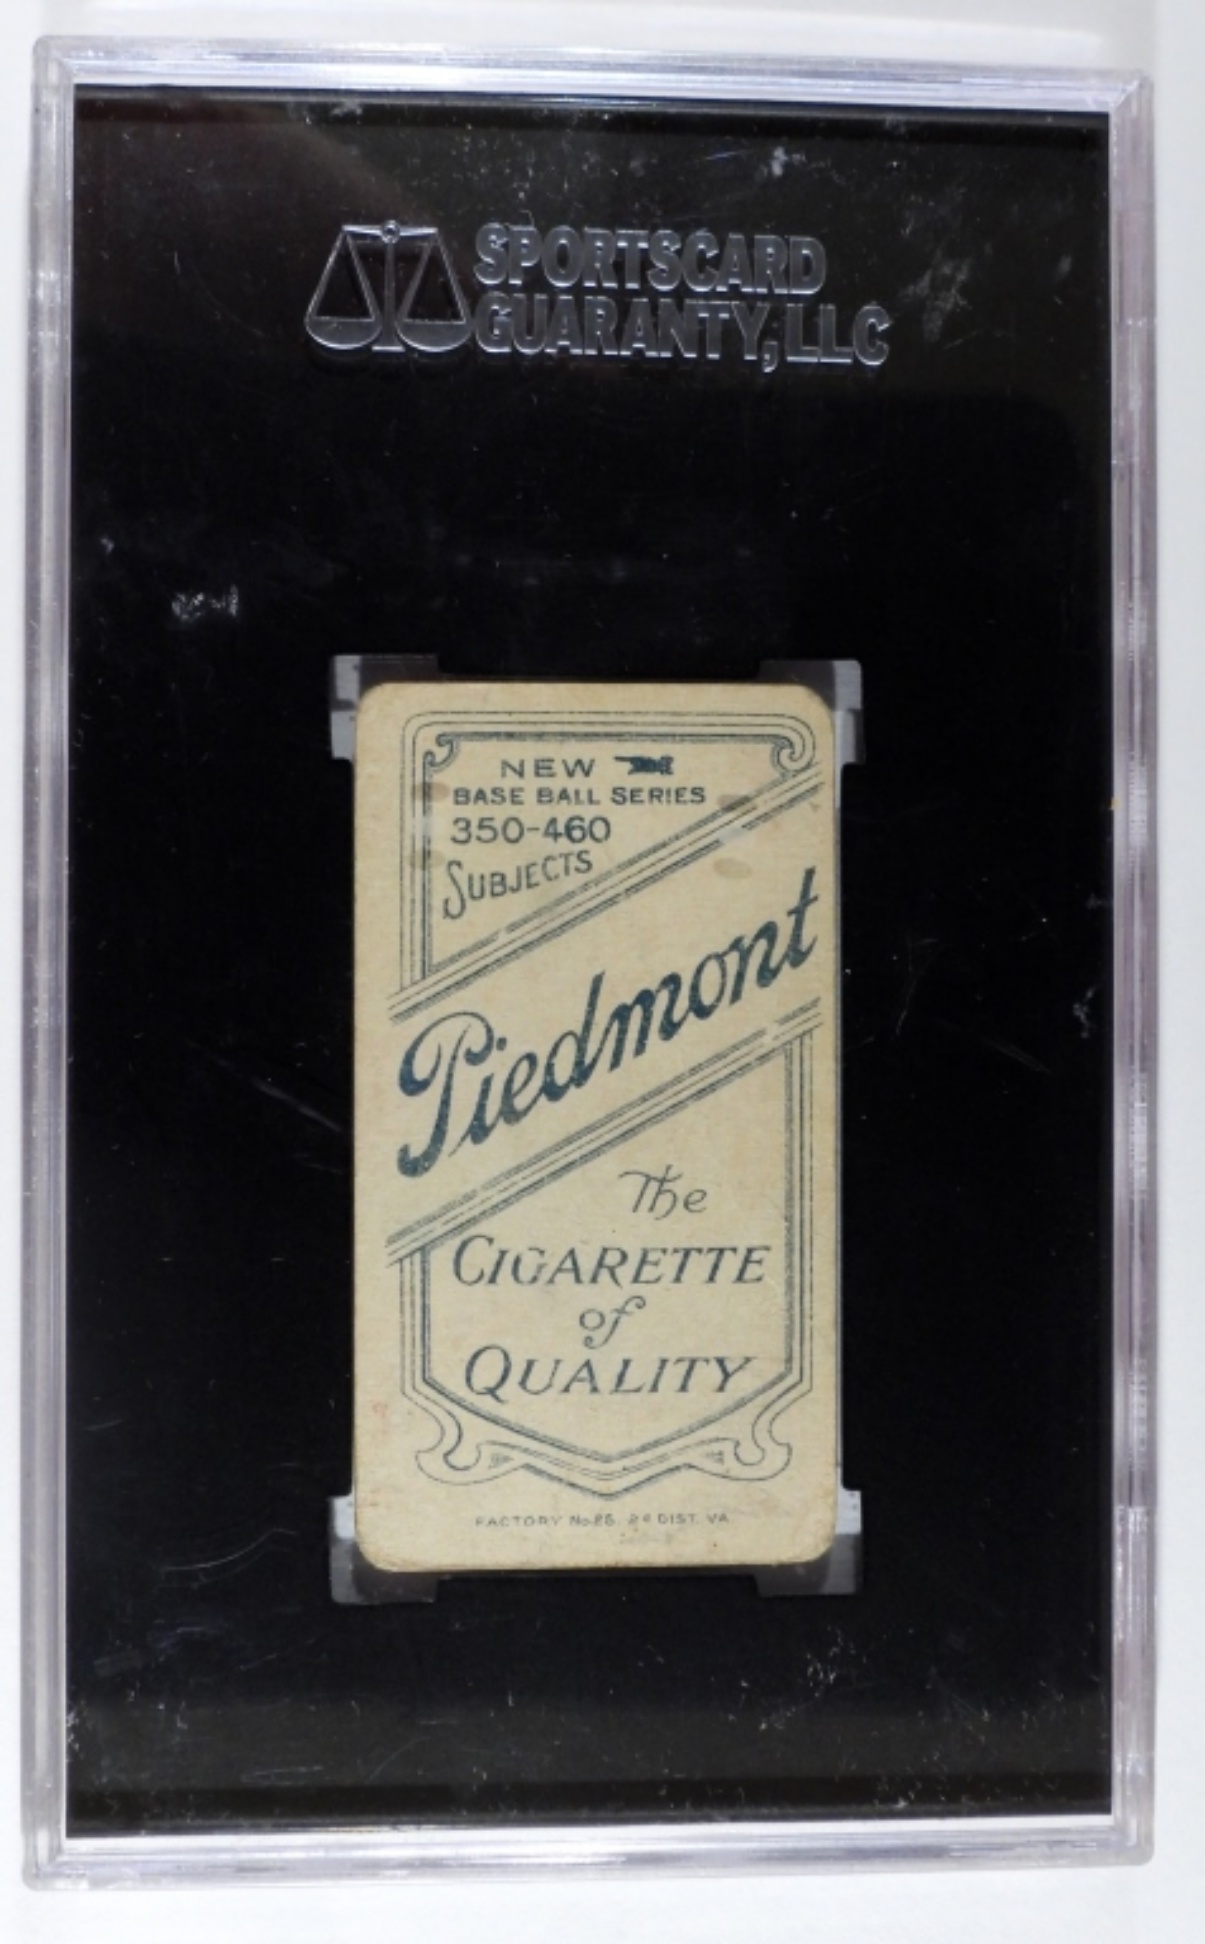 SPORTSCARD
GUARANTY, LLC
NEW
BASE BALL SERIES
350-460
SUBJECTS
Piedmont
The
CIGARETTE
of
QUALITY
FACTORY No. 25. 2d DIST. VA